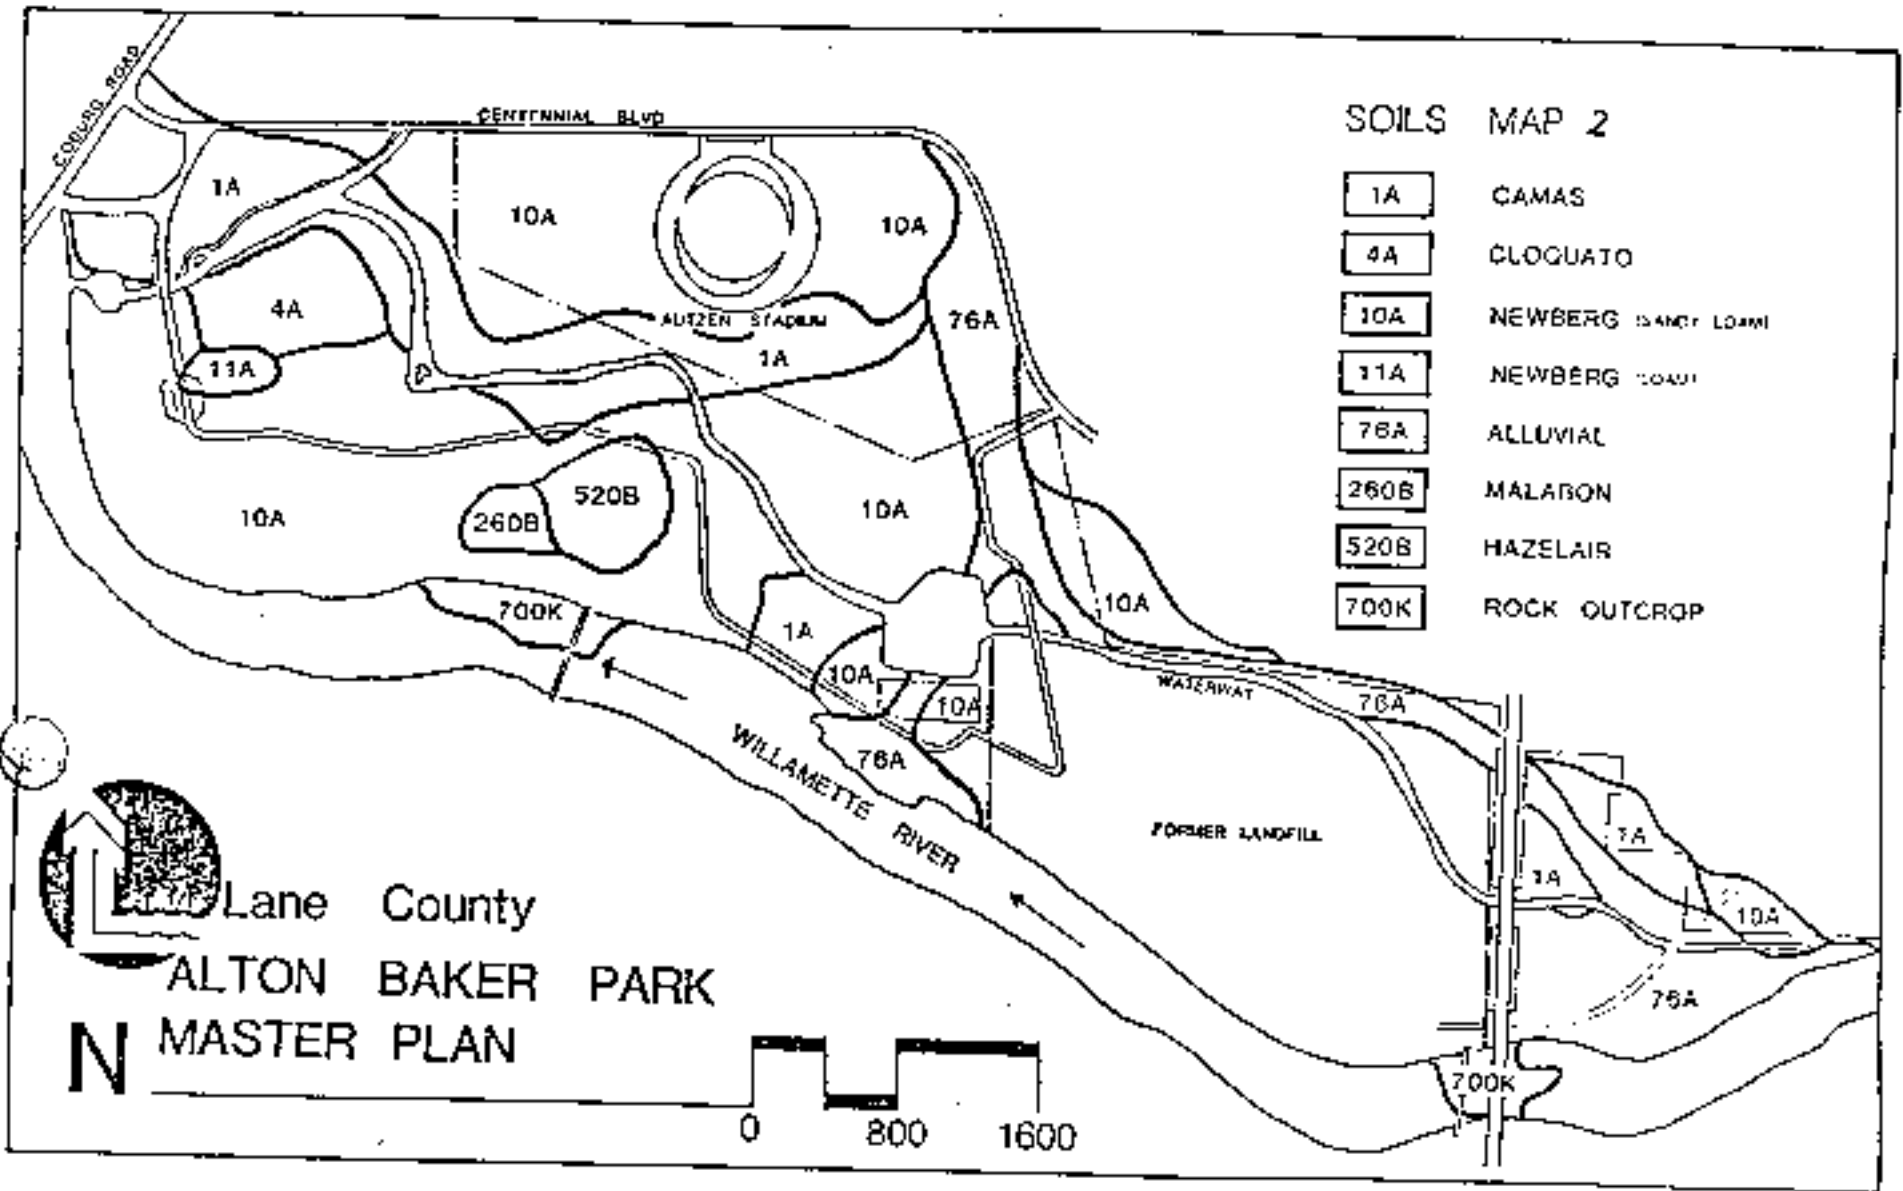 COBURG ROAD
CENTENNIAL BLVD
SOILS MAP 2
1A CAMAS
4A CLOQUATO
10A NEWBERG (SANDY LOAM)
11A NEWBERG (LOAM)
76A ALLUVIAL
260B MALABON
520B HAZELAIR
700K ROCK OUTCROP
1A
10A
10A
4A
AUTZEN STADIUM
76A
1A
11A
10A
260B
520B
10A
700K
1A
10A
10A
10A
76A
WATERWAY
76A
WILLAMETTE RIVER
FORMER LANDFILL
1A
1A
10A
76A
700K
Lane County
ALTON BAKER PARK
MASTER PLAN
N
0 800 1600